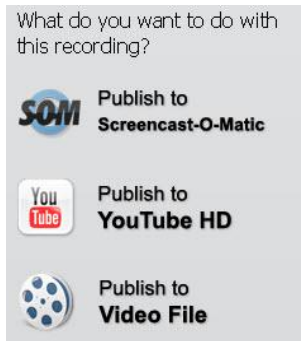 What do you want to do with
this recording?
SOM
Publish to
Screencast-O-Matic
You
Tube
Publish to
YouTube HD
Publish to
Video File